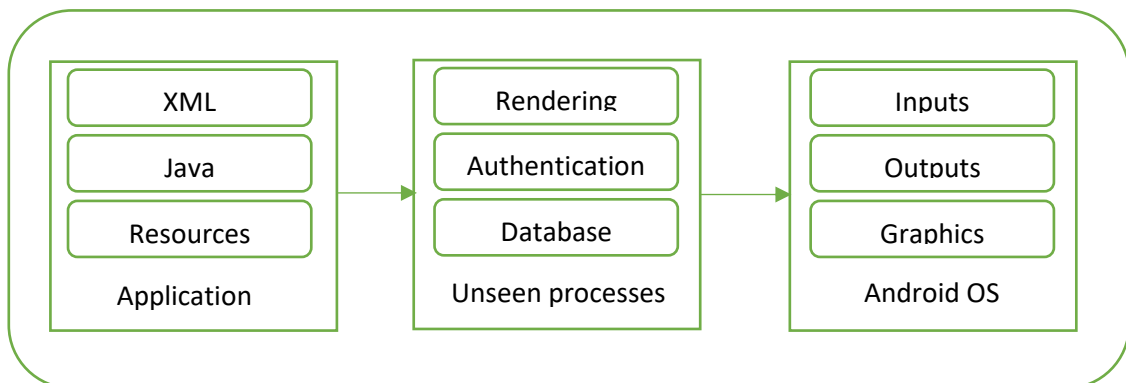 XML
Java
Resources
Application
Rendering
Authentication
Database
Unseen processes
Inputs
Outputs
Graphics
Android OS